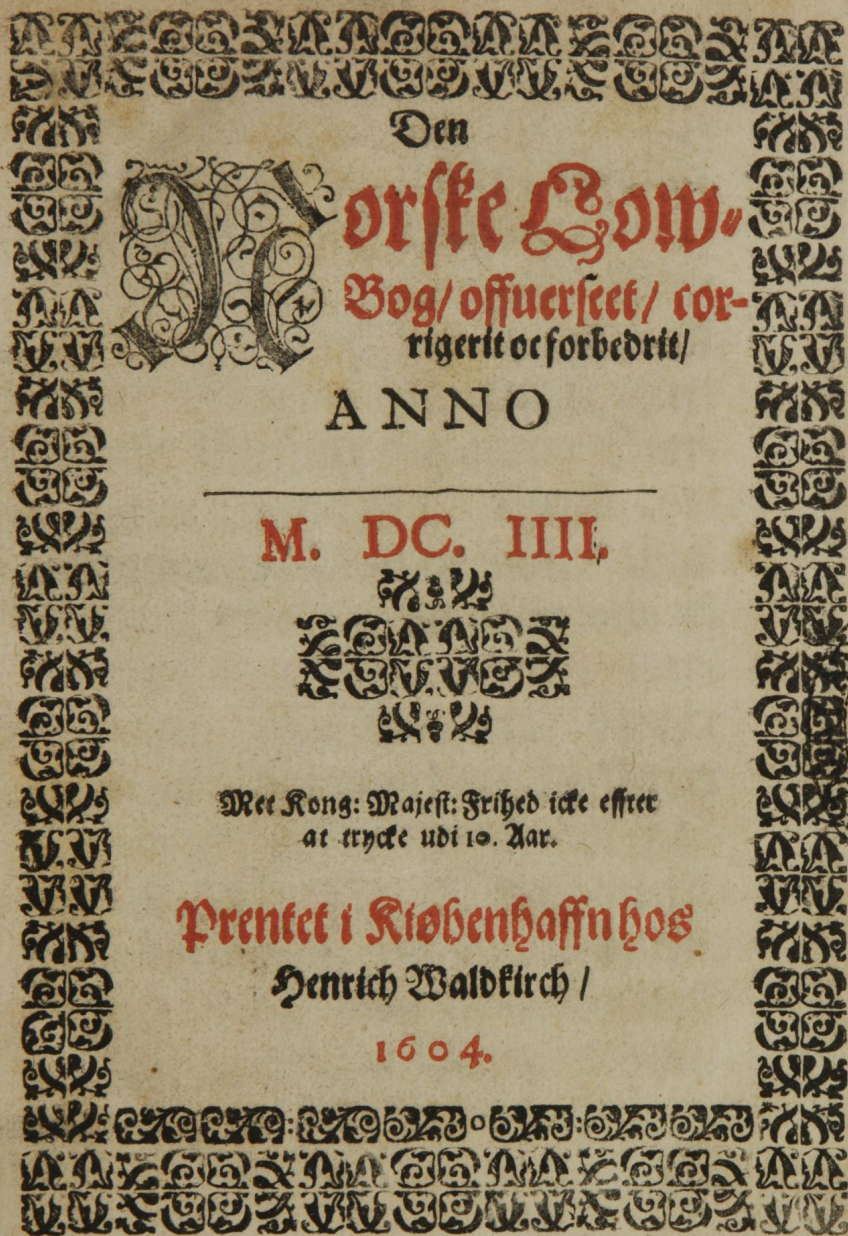 Den
Norske Low-
Bog/ offuerseet/ cor-
rigerit oc forbedrit/
ANNO
M. DC. IIII.
Met Kong: Majest: Frihed icke effter
at trycke udi 10. Aar.
Prentet i Kiøbenhaffn hos
Henrich Waldkirch/
1604.